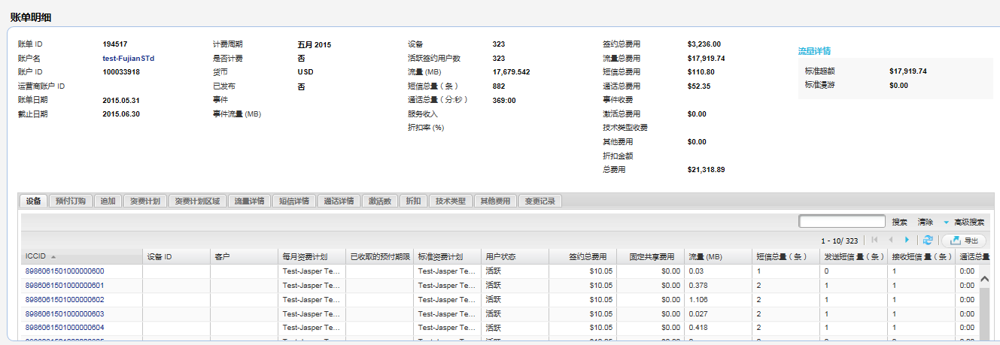 账单明细
账单 ID 194517 计费周期 五月 2015 设备 323 签约总费用 $3,236.00
账户名 test-FujianSTd 是否计费 否 活跃签约用户数 323 流量总费用 $17,919.74 流量详情
账户 ID 100033918 货币 USD 流量 (MB) 17,679.542 短信总费用 $110.80 标准超额 $17,919.74
运营商账户 ID 已发布 否 短信总量（条） 882 通话总费用 $52.35 标准漫游 $0.00
账单日期 2015.05.31 事件 通话总量（分:秒） 369:00 事件收费
截止日期 2015.06.30 事件流量 (MB) 服务收入 激活总费用 $0.00
折扣率 (%) 技术类型收费
其他费用 $0.00
折扣金额
总费用 $21,318.89
设备 预付订购 追加 资费计划 资费计划区域 流量详情 短信详情 通话详情 激活数 折扣 技术类型 其他费用 变更记录
搜索 清除 高级搜索
1 - 10/ 323 导出
ICCID 设备 ID 客户 每月资费计划 已收取的预付期限 标准资费计划 用户状态 签约总费用 固定共享费用 流量 (MB) 短信总量（条） 发送短信 量（条） 接收短信 量（条） 通话总量
8986061501000000600 Test-Jasper Te... Test-Jasper Te... 活跃 $10.05 $0.00 0.03 1 0 1 0:00
8986061501000000601 Test-Jasper Te... Test-Jasper Te... 活跃 $10.05 $0.00 0.378 2 1 1 0:00
8986061501000000602 Test-Jasper Te... Test-Jasper Te... 活跃 $10.05 $0.00 1.106 2 1 1 0:00
8986061501000000603 Test-Jasper Te... Test-Jasper Te... 活跃 $10.05 $0.00 0.027 2 1 1 0:00
8986061501000000604 Test-Jasper Te... Test-Jasper Te... 活跃 $10.05 $0.00 0.418 2 1 1 0:00